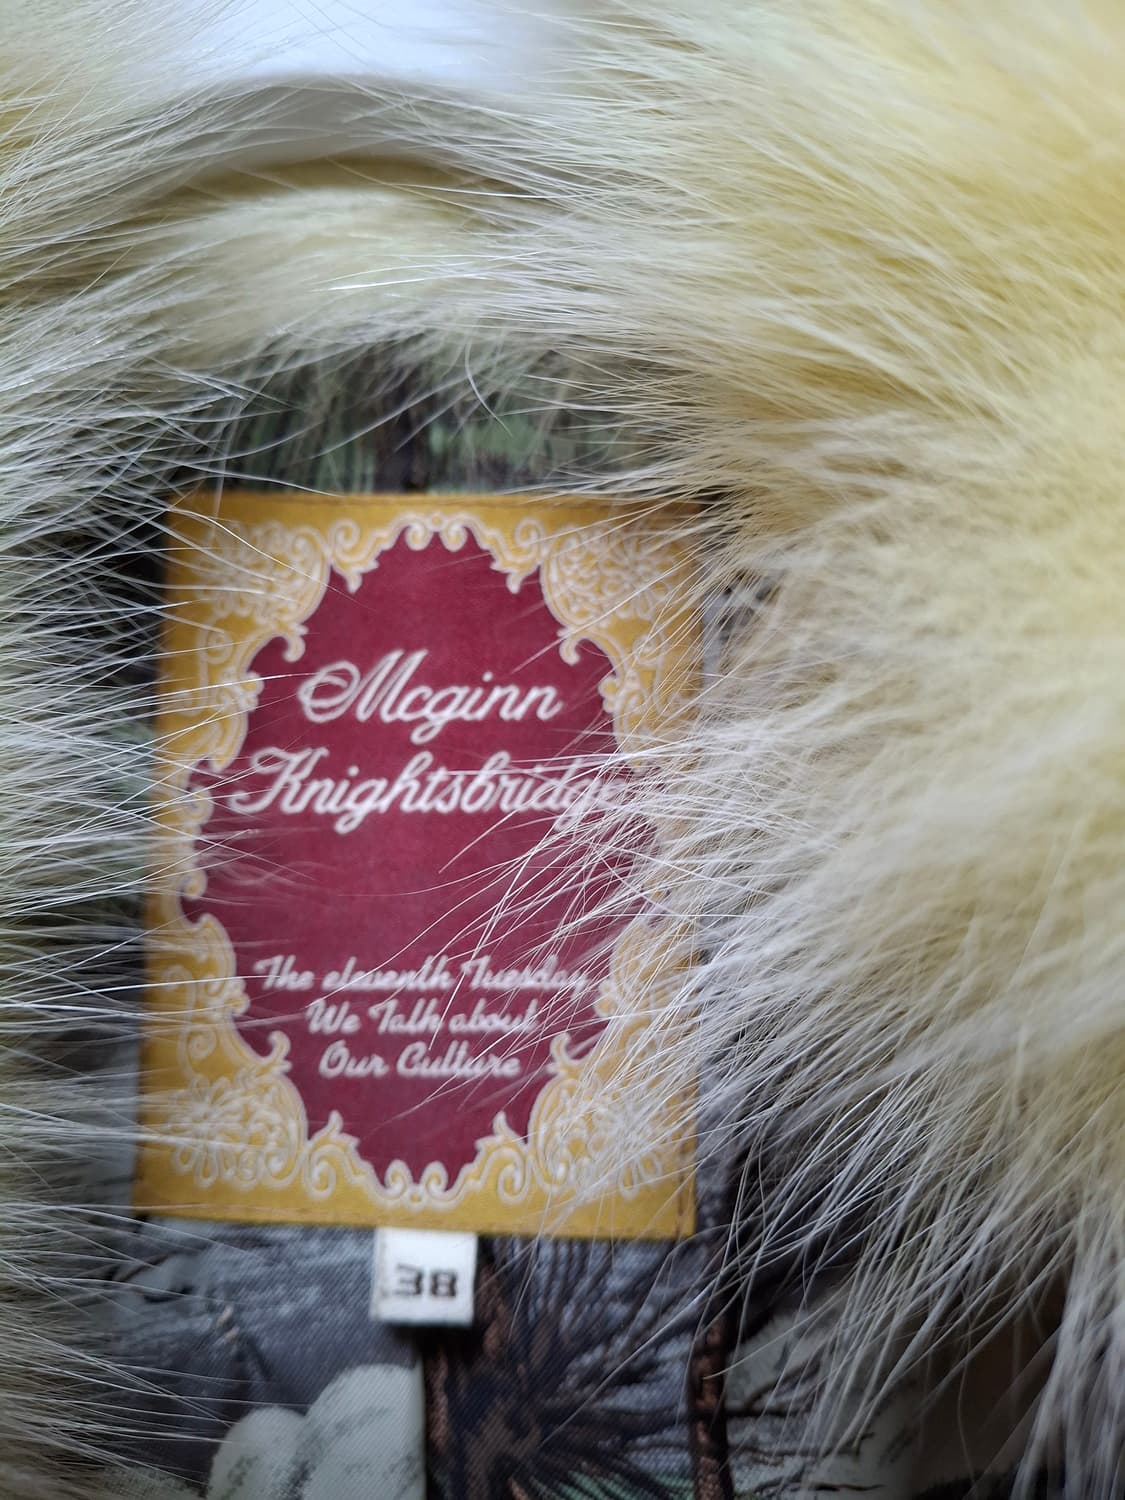 Mcginn
Knightsbridge
The eleventh Tuesday
We Talk about
Our Culture
38